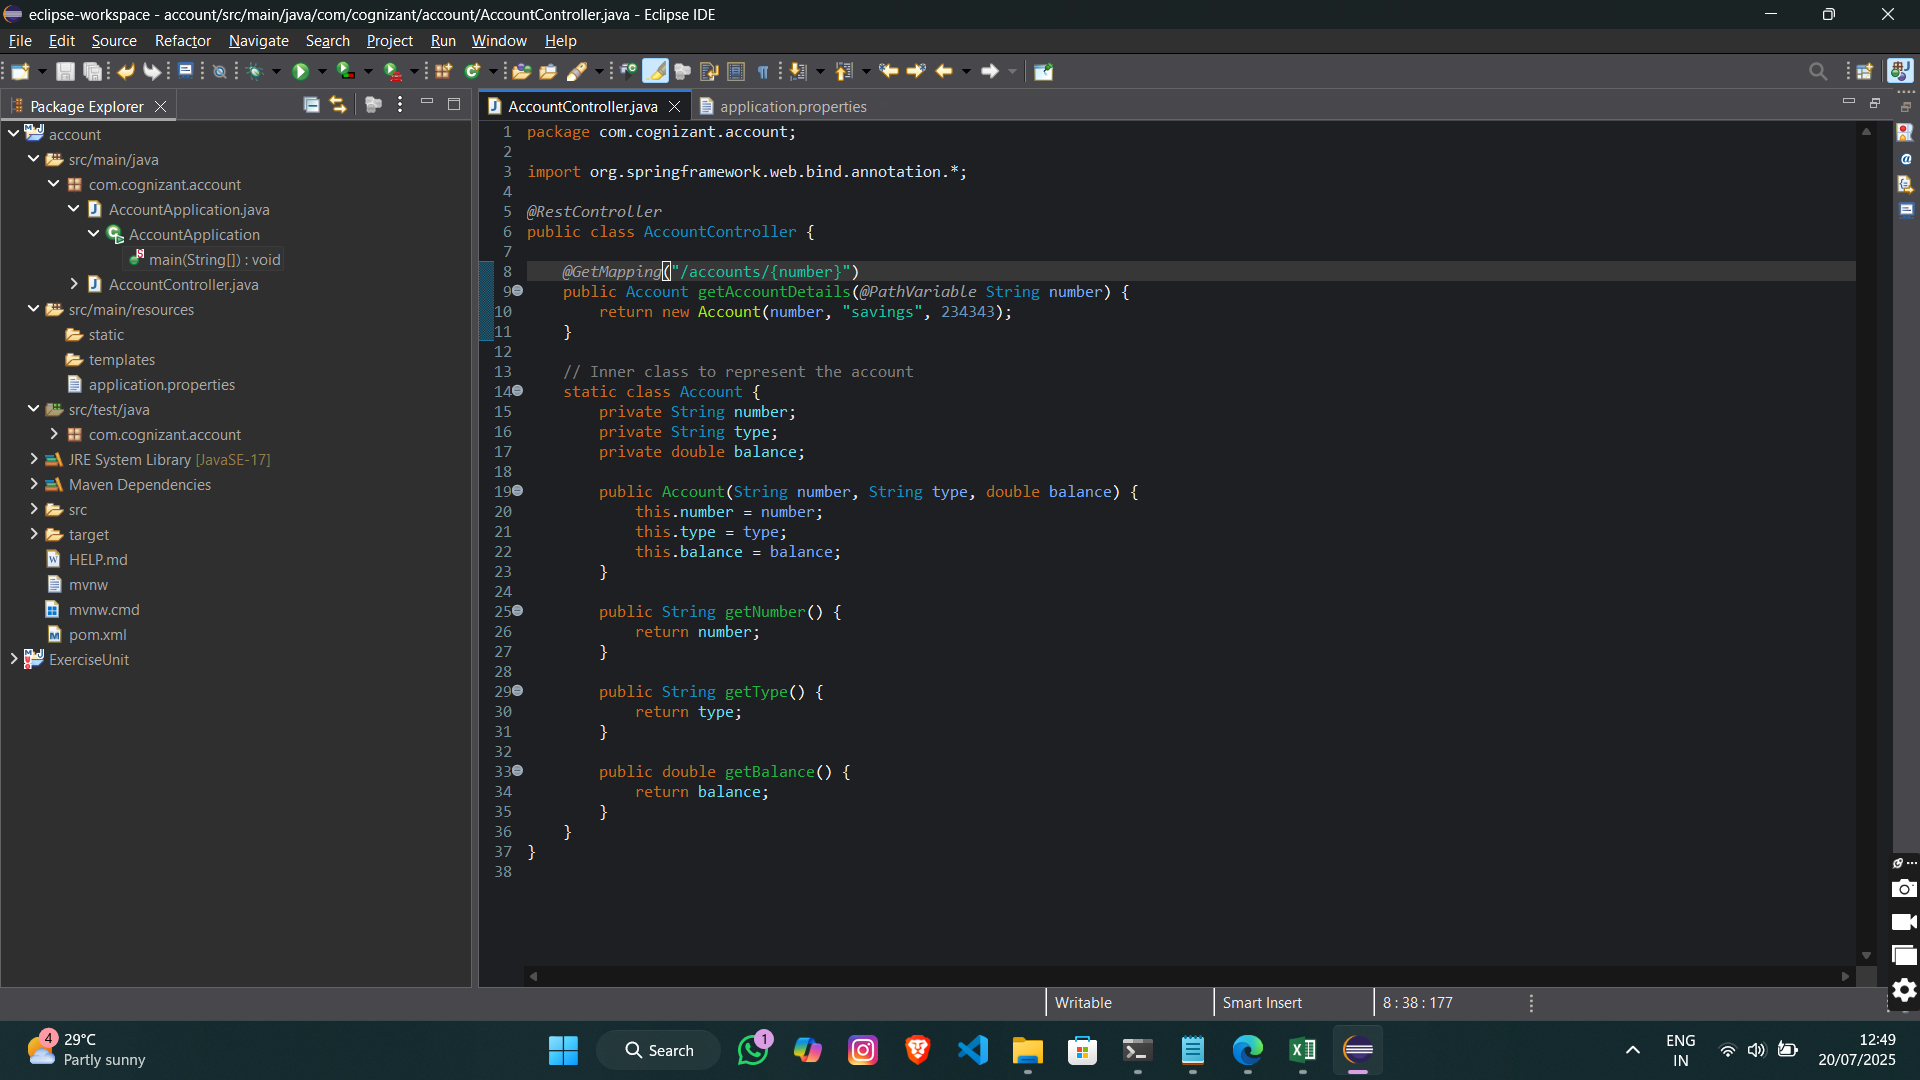 eclipse-workspace - account/src/main/java/com/cognizant/account/AccountController.java - Eclipse IDE
File Edit Source Refactor Navigate Search Project Run Window Help
Package Explorer
account
src/main/java
com.cognizant.account
AccountApplication.java
AccountApplication
main(String[]) : void
AccountController.java
src/main/resources
static
templates
application.properties
src/test/java
com.cognizant.account
JRE System Library [JavaSE-17]
Maven Dependencies
src
target
HELP.md
mvnw
mvnw.cmd
pom.xml
ExerciseUnit
AccountController.java application.properties
1 package com.cognizant.account;
2
3 import org.springframework.web.bind.annotation.*;
4
5 @RestController
6 public class AccountController {
7
8 @GetMapping("/accounts/{number}")
9 public Account getAccountDetails(@PathVariable String number) {
10 return new Account(number, "savings", 234343);
11 }
12
13 // Inner class to represent the account
14 static class Account {
15 private String number;
16 private String type;
17 private double balance;
18
19 public Account(String number, String type, double balance) {
20 this.number = number;
21 this.type = type;
22 this.balance = balance;
23 }
24
25 public String getNumber() {
26 return number;
27 }
28
29 public String getType() {
30 return type;
31 }
32
33 public double getBalance() {
34 return balance;
35 }
36 }
37 }
38
Writable Smart Insert 8 : 38 : 177
4 29°C
Partly sunny
Search
1
ENG
IN
12:49
20/07/2025